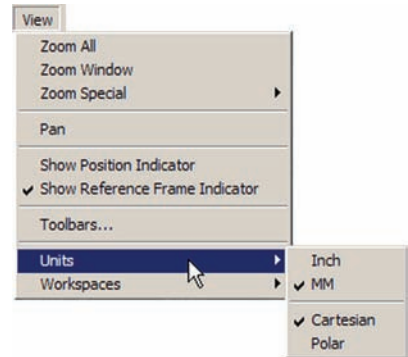 View
Zoom All
Zoom Window
Zoom Special
Pan
Show Position Indicator
Show Reference Frame Indicator
Toolbars...
Units
Workspaces
Inch
MM
Cartesian
Polar